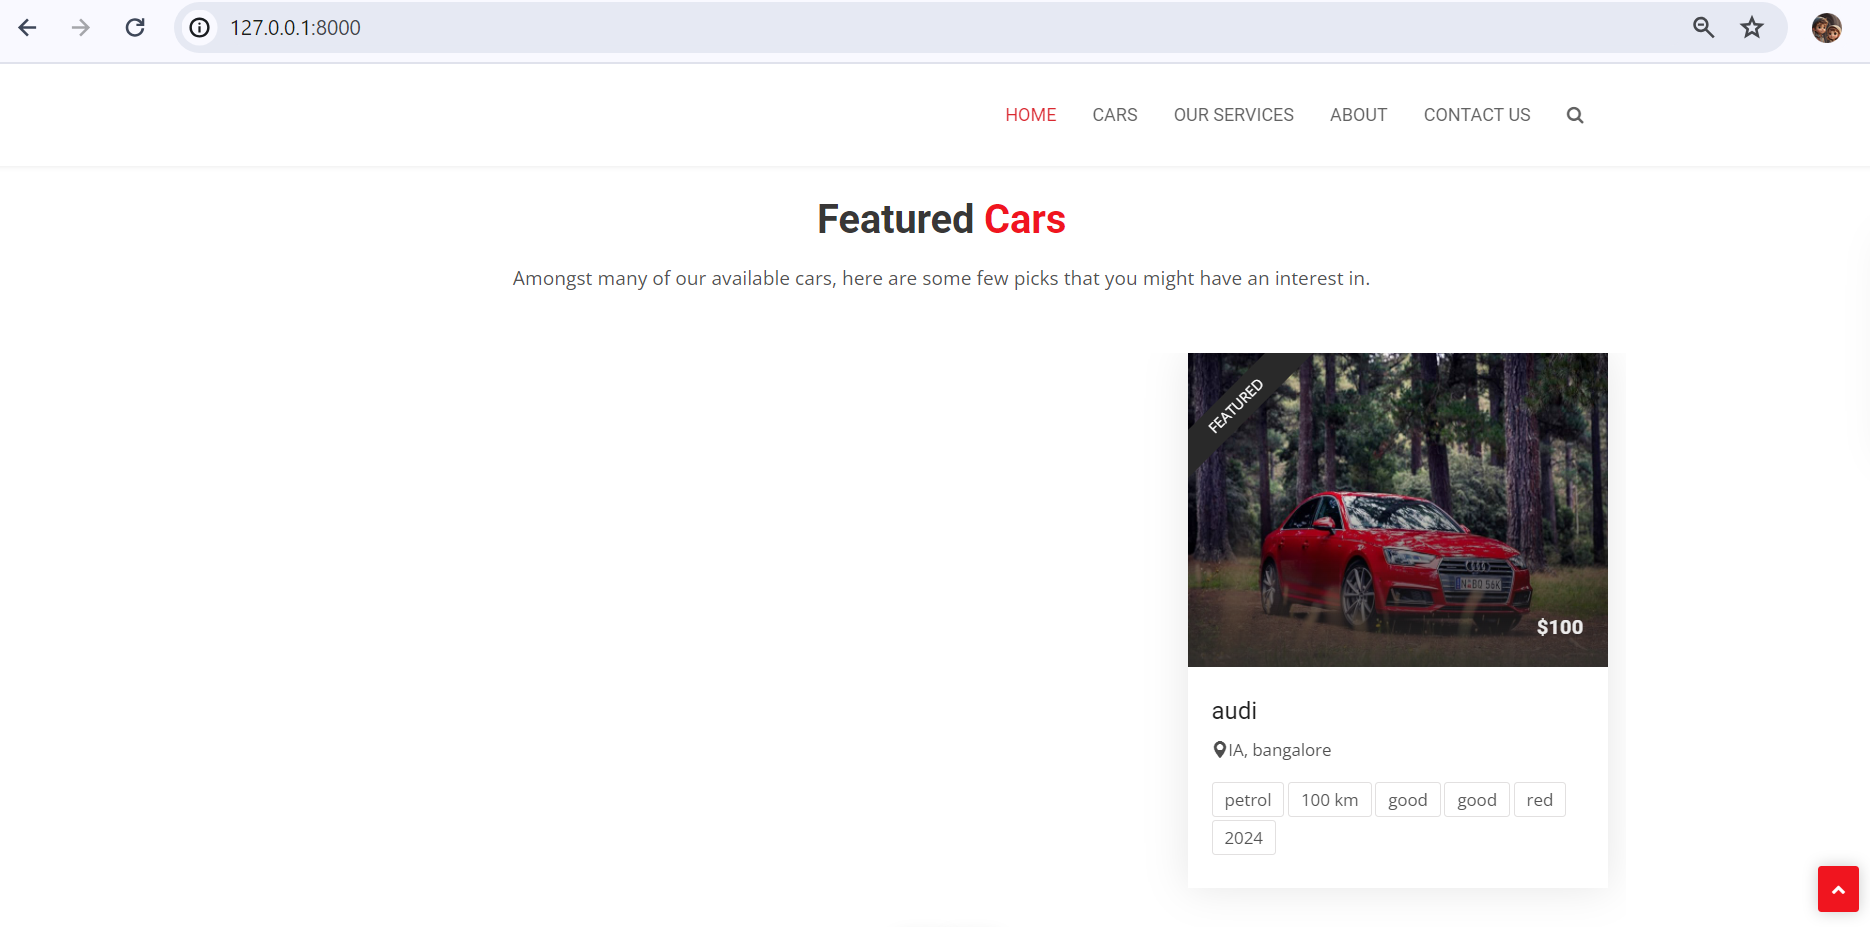 127.0.0.1:8000
HOME CARS OUR SERVICES ABOUT CONTACT US
Featured Cars
Amongst many of our available cars, here are some few picks that you might have an interest in.
FEATURED
$100
audi
IA, bangalore
petrol 100 km good good red
2024